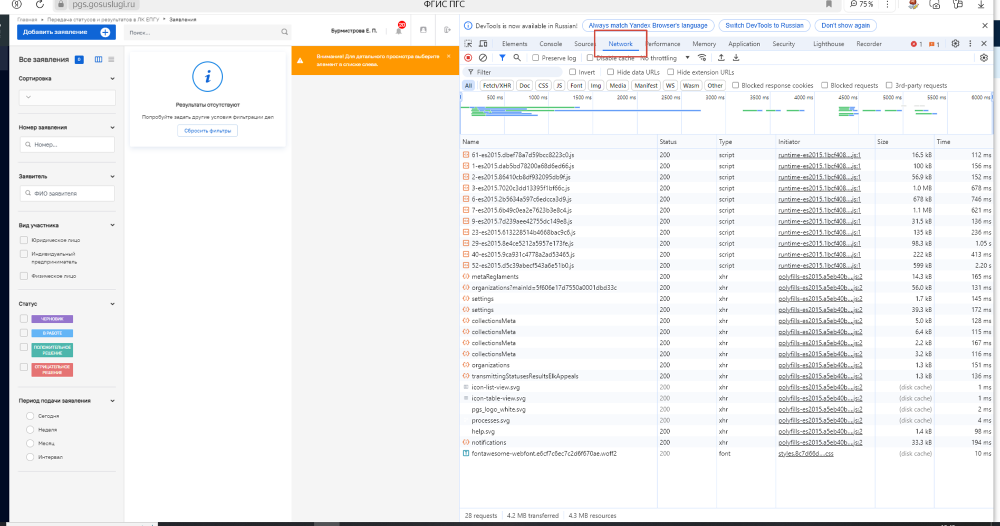 pgs.gosuslugi.ru
ФГИС ПГС
75 %
Главная ▸ Передача статусов и результатов в ЛК ЕПГУ ▸ Заявления
Добавить заявление
Поиск...
Бурмистрова Е. П.
20
Все заявления 0
Сортировка
Номер заявления
Номер...
Заявитель
ФИО заявителя
Вид участника
Юридическое лицо
Индивидуальный
предприниматель
Физическое лицо
Статус
ЧЕРНОВИК
В РАБОТЕ
ПОЛОЖИТЕЛЬНОЕ
РЕШЕНИЕ
ОТРИЦАТЕЛЬНОЕ
РЕШЕНИЕ
Период подачи заявления
Сегодня
Неделя
Месяц
Интервал
Результаты отсутствуют
Попробуйте задать другие условия фильтрации дел
Сбросить фильтры
Внимание! Для детального просмотра выберите
элемент в списке слева.
DevTools is now available in Russian! Always match Yandex Browser's language Switch DevTools to Russian Don't show again
Elements Console Sources Network Performance Memory Application Security Lighthouse Recorder 1 1
Preserve log Disable cache No throttling
Filter Invert Hide data URLs Hide extension URLs
All Fetch/XHR Doc CSS JS Font Img Media Manifest WS Wasm Other Blocked response cookies Blocked requests 3rd-party requests
500 ms 1000 ms 1500 ms 2000 ms 2500 ms 3000 ms 3500 ms 4000 ms 4500 ms 5000 ms 5500 ms 6000 ms
Name Status Type Initiator Size Time
61-es2015.dbef78a7d59bcc8223c0.js 200 script runtime-es2015.1bcf408....js:1 16.5 kB 112 ms
1-es2015.dab5bd78200a68d6ed66.js 200 script runtime-es2015.1bcf408....js:1 100 kB 156 ms
2-es2015.86410cb8df932095db9f.js 200 script runtime-es2015.1bcf408....js:1 56.9 kB 152 ms
3-es2015.7020c3dd13395f1bf66c.js 200 script runtime-es2015.1bcf408....js:1 1.0 MB 678 ms
6-es2015.2b5634a597c6edcca3d9.js 200 script runtime-es2015.1bcf408....js:1 678 kB 746 ms
7-es2015.6b49c0ea2e7623b3e8c4.js 200 script runtime-es2015.1bcf408....js:1 1.1 MB 621 ms
9-es2015.7d239aee42755dc149e8.js 200 script runtime-es2015.1bcf408....js:1 31.5 kB 136 ms
23-es2015.613228514b4668bac9c6.js 200 script runtime-es2015.1bcf408....js:1 135 kB 236 ms
29-es2015.8e4ce5212a5957e173fe.js 200 script runtime-es2015.1bcf408....js:1 98.3 kB 1.05 s
40-es2015.9ca931c4778a2ad53465.js 200 script runtime-es2015.1bcf408....js:1 222 kB 413 ms
52-es2015.d5c39abecf543a6e51b0.js 200 script runtime-es2015.1bcf408....js:1 599 kB 2.20 s
metaReglaments 200 xhr polyfills-es2015.a5eb40b....js:2 14.3 kB 165 ms
organizations?mainId=5f606e17d7550a0001dbd33c 200 xhr polyfills-es2015.a5eb40b....js:2 56.0 kB 131 ms
settings 200 xhr polyfills-es2015.a5eb40b....js:2 1.7 kB 145 ms
settings 200 xhr polyfills-es2015.a5eb40b....js:2 39.3 kB 172 ms
collectionsMeta 200 xhr polyfills-es2015.a5eb40b....js:2 5.0 kB 128 ms
collectionsMeta 200 xhr polyfills-es2015.a5eb40b....js:2 6.4 kB 115 ms
collectionsMeta 200 xhr polyfills-es2015.a5eb40b....js:2 2.2 kB 167 ms
collectionsMeta 200 xhr polyfills-es2015.a5eb40b....js:2 3.2 kB 116 ms
organizations 200 xhr polyfills-es2015.a5eb40b....js:2 1.3 kB 151 ms
transmittingStatusesResultsElkAppeals 200 xhr polyfills-es2015.a5eb40b....js:2 1.3 kB 136 ms
icon-list-view.svg 200 xhr polyfills-es2015.a5eb40b....js:2 (disk cache) 1 ms
icon-table-view.svg 200 xhr polyfills-es2015.a5eb40b....js:2 (disk cache) 1 ms
pgs_logo_white.svg 200 xhr polyfills-es2015.a5eb40b....js:2 (disk cache) 2 ms
processes.svg 200 xhr polyfills-es2015.a5eb40b....js:2 (disk cache) 4 ms
help.svg 200 xhr polyfills-es2015.a5eb40b....js:2 1.4 kB 98 ms
notifications 200 xhr polyfills-es2015.a5eb40b....js:2 33.3 kB 194 ms
fontawesome-webfont.e6cf7c6ec7c2d6f670ae.woff2 200 font styles.8c7d66d....css (disk cache) 10 ms
28 requests 4.2 MB transferred 4.3 MB resources